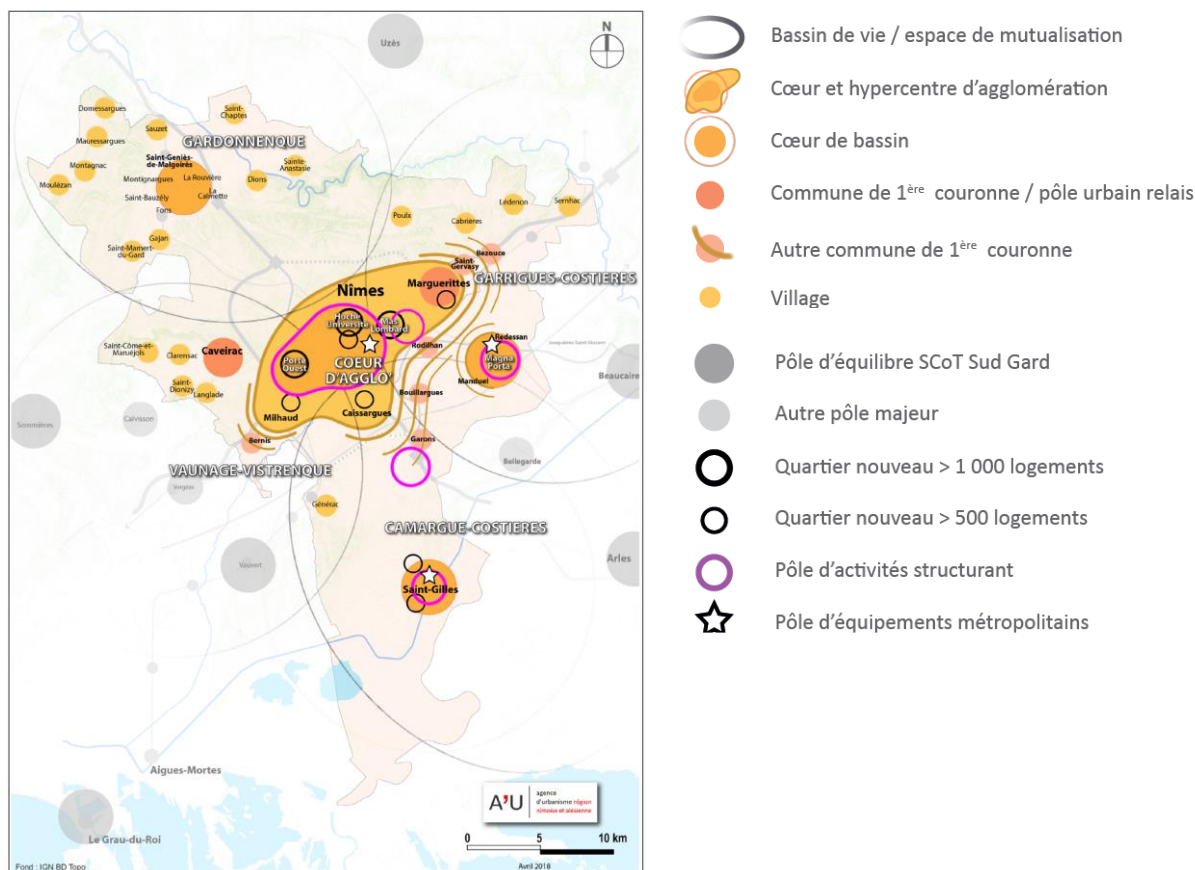 N
Uzès
Domessargues
Saint-
Chaptes
Sauzet
Mauressargues
GARDONNENQUE
Saint-Geniès
de-Malgoirès
Sainte
Anastasie
Montagnac
Montignargues
La Rouvière
Dions
Moulèzan
La
Calmette
Saint-Bauzély
Fons
Lédenon
Sernhac
Poulx
Cabrières
Gajan
Saint-Mamert-
du-Gard
Bezouce
Saint-
Gervasy
GARRIGUES-COSTIERES
Marguerittes
Nîmes
Hoche
Université
Mas
Lombard
Redessan
Jonquières-Saint-Vincent
Rodilhan
Saint-Côme-et-
Maruéjols
Clarensac
Caveirac
Porte
Ouest
COEUR
D'AGGLO'
Magna
Porta
Beaucaire
Manduel
Saint-
Dionizy
Langlade
Bouillargues
Milhaud
Caissargues
Sommières
Calvisson
Bernis
Garons
VAUNAGE-VISTRENQUE
Bellegarde
Vergèze
Générac
CAMARGUE-COSTIERES
Vauvert
Arles
Saint-Gilles
Aigues-Mortes
Le Grau-du-Roi
A'U
agence
d'urbanisme région
nîmoise et alésienne
0 5 10 km
Fond : IGN BD Topo
Avril 2018
Bassin de vie / espace de mutualisation
Cœur et hypercentre d'agglomération
Cœur de bassin
Commune de 1ère couronne / pôle urbain relais
Autre commune de 1ère couronne
Village
Pôle d'équilibre SCoT Sud Gard
Autre pôle majeur
Quartier nouveau > 1 000 logements
Quartier nouveau > 500 logements
Pôle d'activités structurant
Pôle d'équipements métropolitains